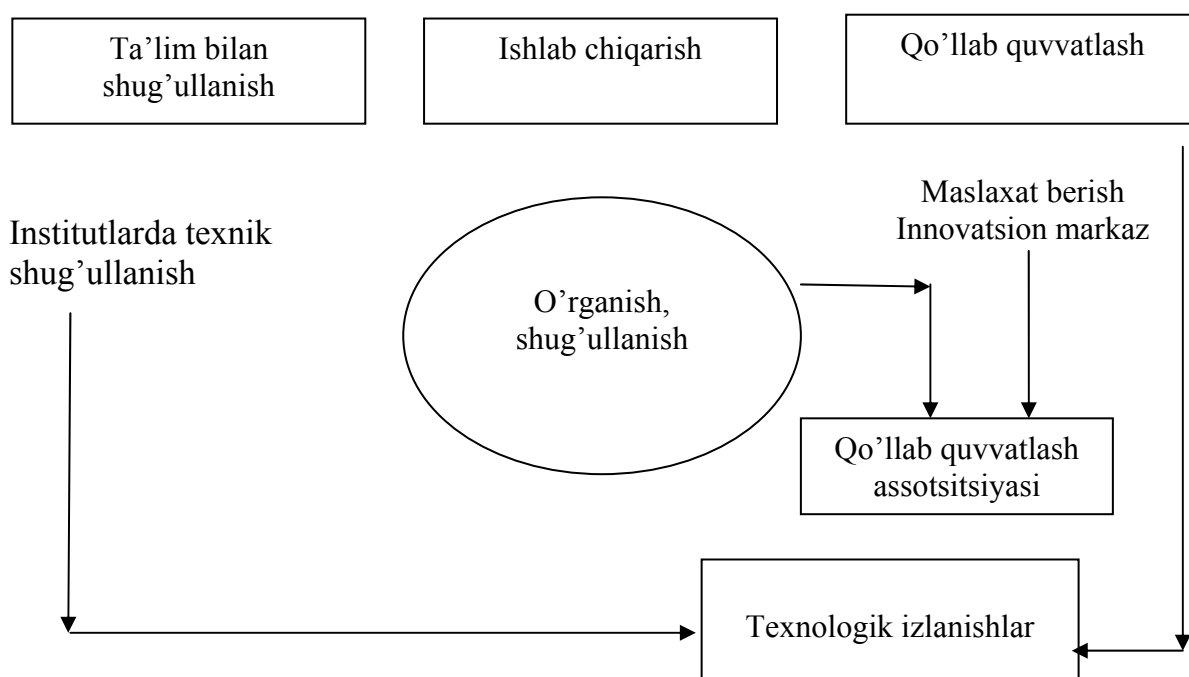 Ta’lim bilan
shug’ullanish
Ishlab chiqarish
Qo’llab quvvatlash
Institutlarda texnik
shug’ullanish
O’rganish,
shug’ullanish
Maslaxat berish
Innovatsion markaz
Qo’llab quvvatlash
assotsitsiyasi
Texnologik izlanishlar